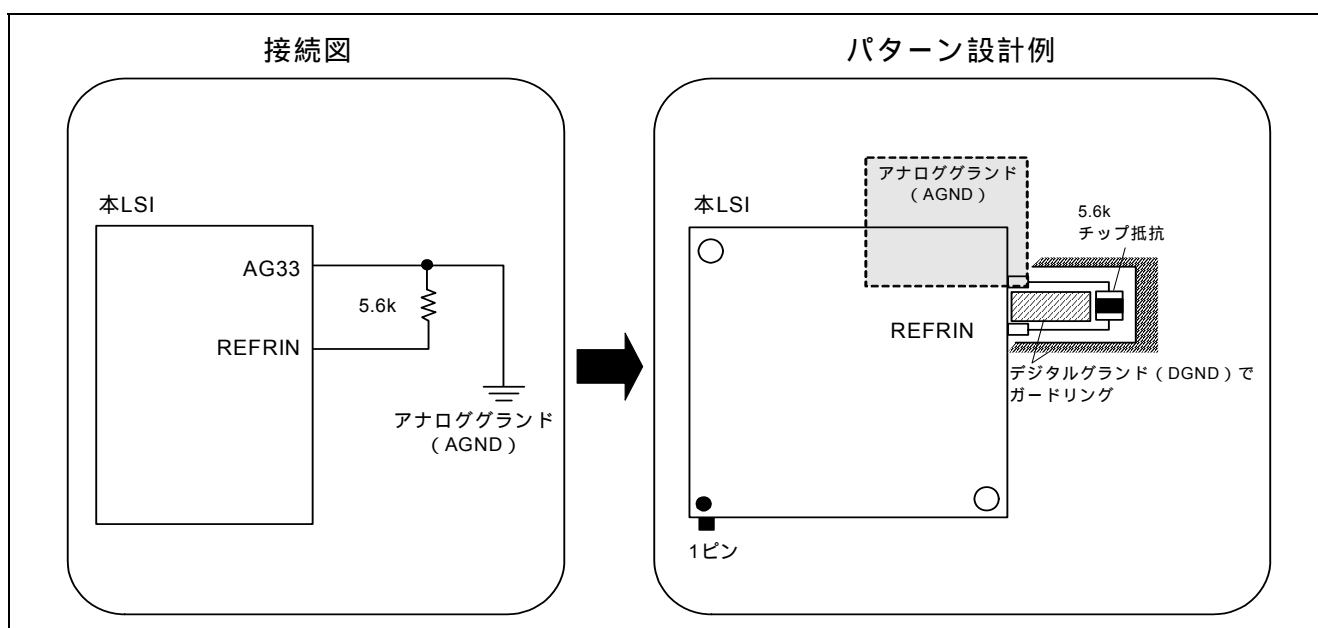 接続図
本LSI
AG33
5.6k
REFRIN
アナロググランド
（AGND）
パターン設計例
アナロググランド
（AGND）
本LSI
5.6k
チップ抵抗
REFRIN
デジタルグランド（DGND）で
ガードリング
1ピン